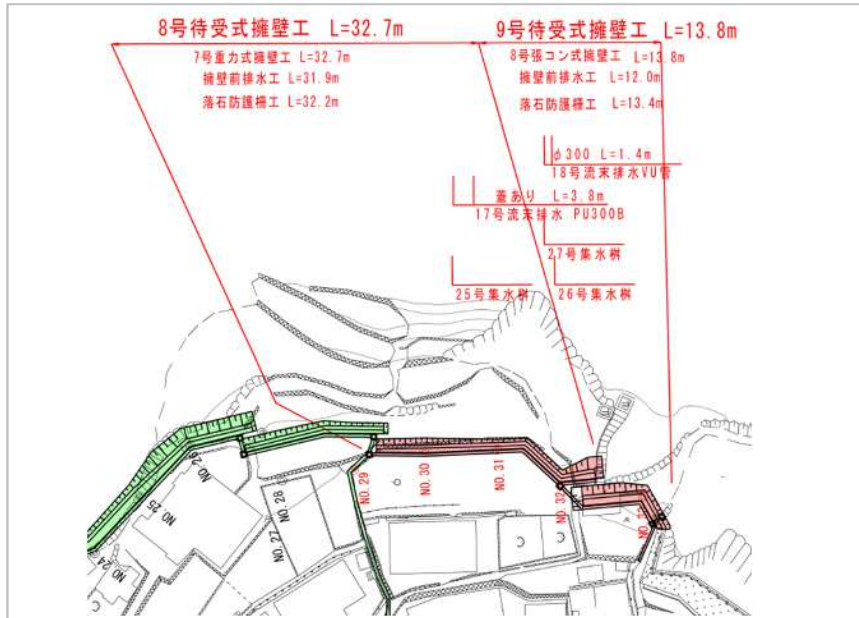 8号待受式擁壁工 L=32.7m
7号重力式擁壁工 L=32.7m
擁壁前排水工 L=31.9m
落石防護柵工 L=32.2m
9号待受式擁壁工 L=13.8m
8号張コン式擁壁工 L=13.8m
擁壁前排水工 L=12.0m
落石防護柵工 L=13.4m
φ300 L=1.4m
18号流末排水VU管
蓋あり L=3.8m
17号流末排水 PU300B
27号集水桝
25号集水桝
26号集水桝
NO.24
NO.25
NO.26
NO.27
NO.28
NO.29
NO.30
NO.31
NO.32